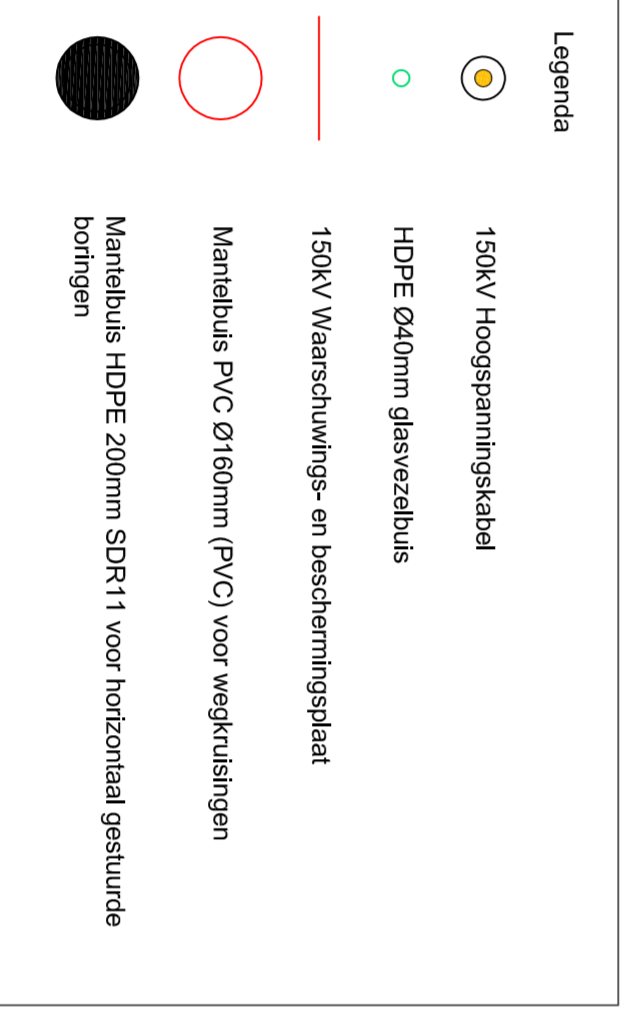 Legenda
150kV Hoogspanningskabel
HDPE Ø40mm glasvezelbuis
150kV Waarschuwings- en beschermingsplaat
Mantelbuis PVC Ø160mm (PVC) voor wegkruisingen
Mantelbuis HDPE 200mm SDR11 voor horizontaal gestuurde
boringen